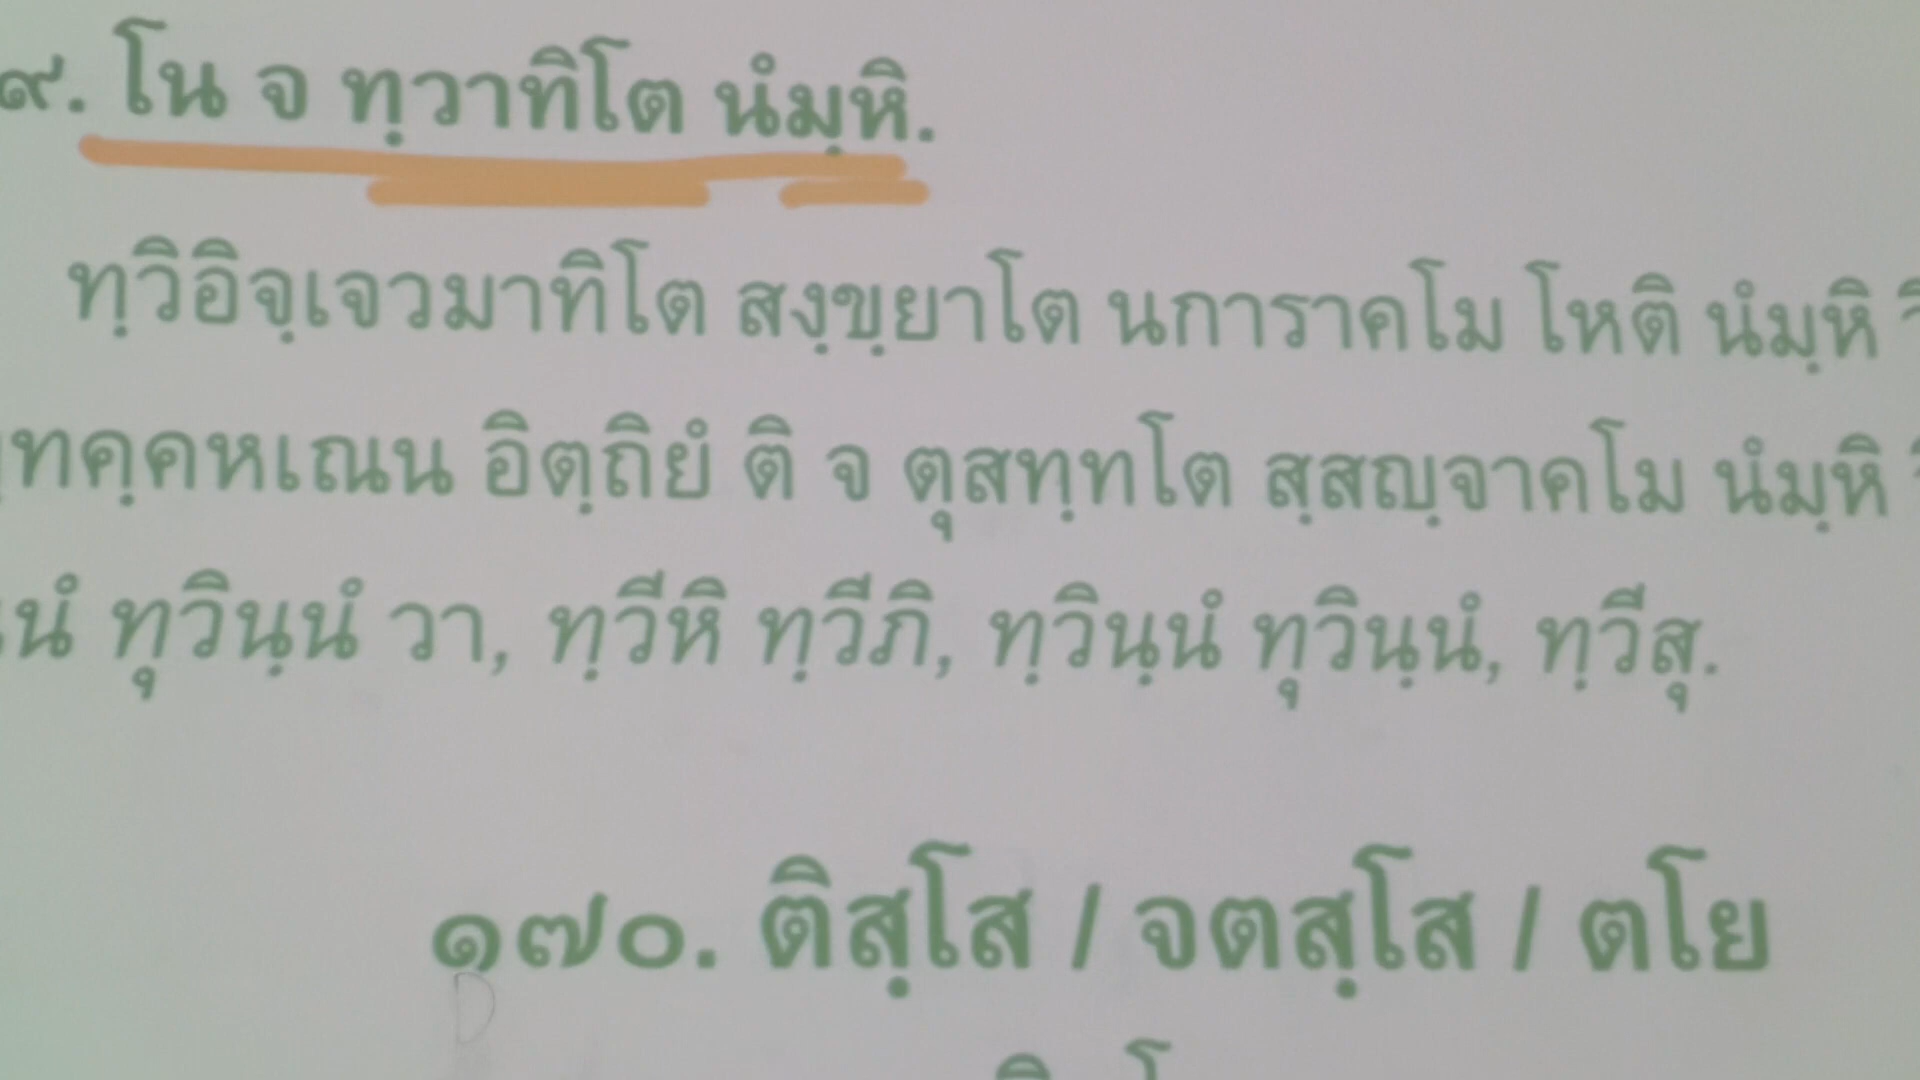 ๙. โน จ ทฺวาทิโต นํมฺหิ.
ทฺวิอิจฺเจวมาทิโต สงฺขฺยาโต นการาคโม โหติ นํมฺหิ
ทคฺคหเณน อิตฺถิยํ ติ จ ตุสทฺทโต สฺสญฺจาคโม นํมฺหิ
นํ ทุวินฺนํ วา, ทฺวีหิ ทฺวีภิ, ทฺวินฺนํ ทุวินฺนํ, ทฺวีสุ.
๑๗๐. ติสฺโส / จตสฺโส / ตโย